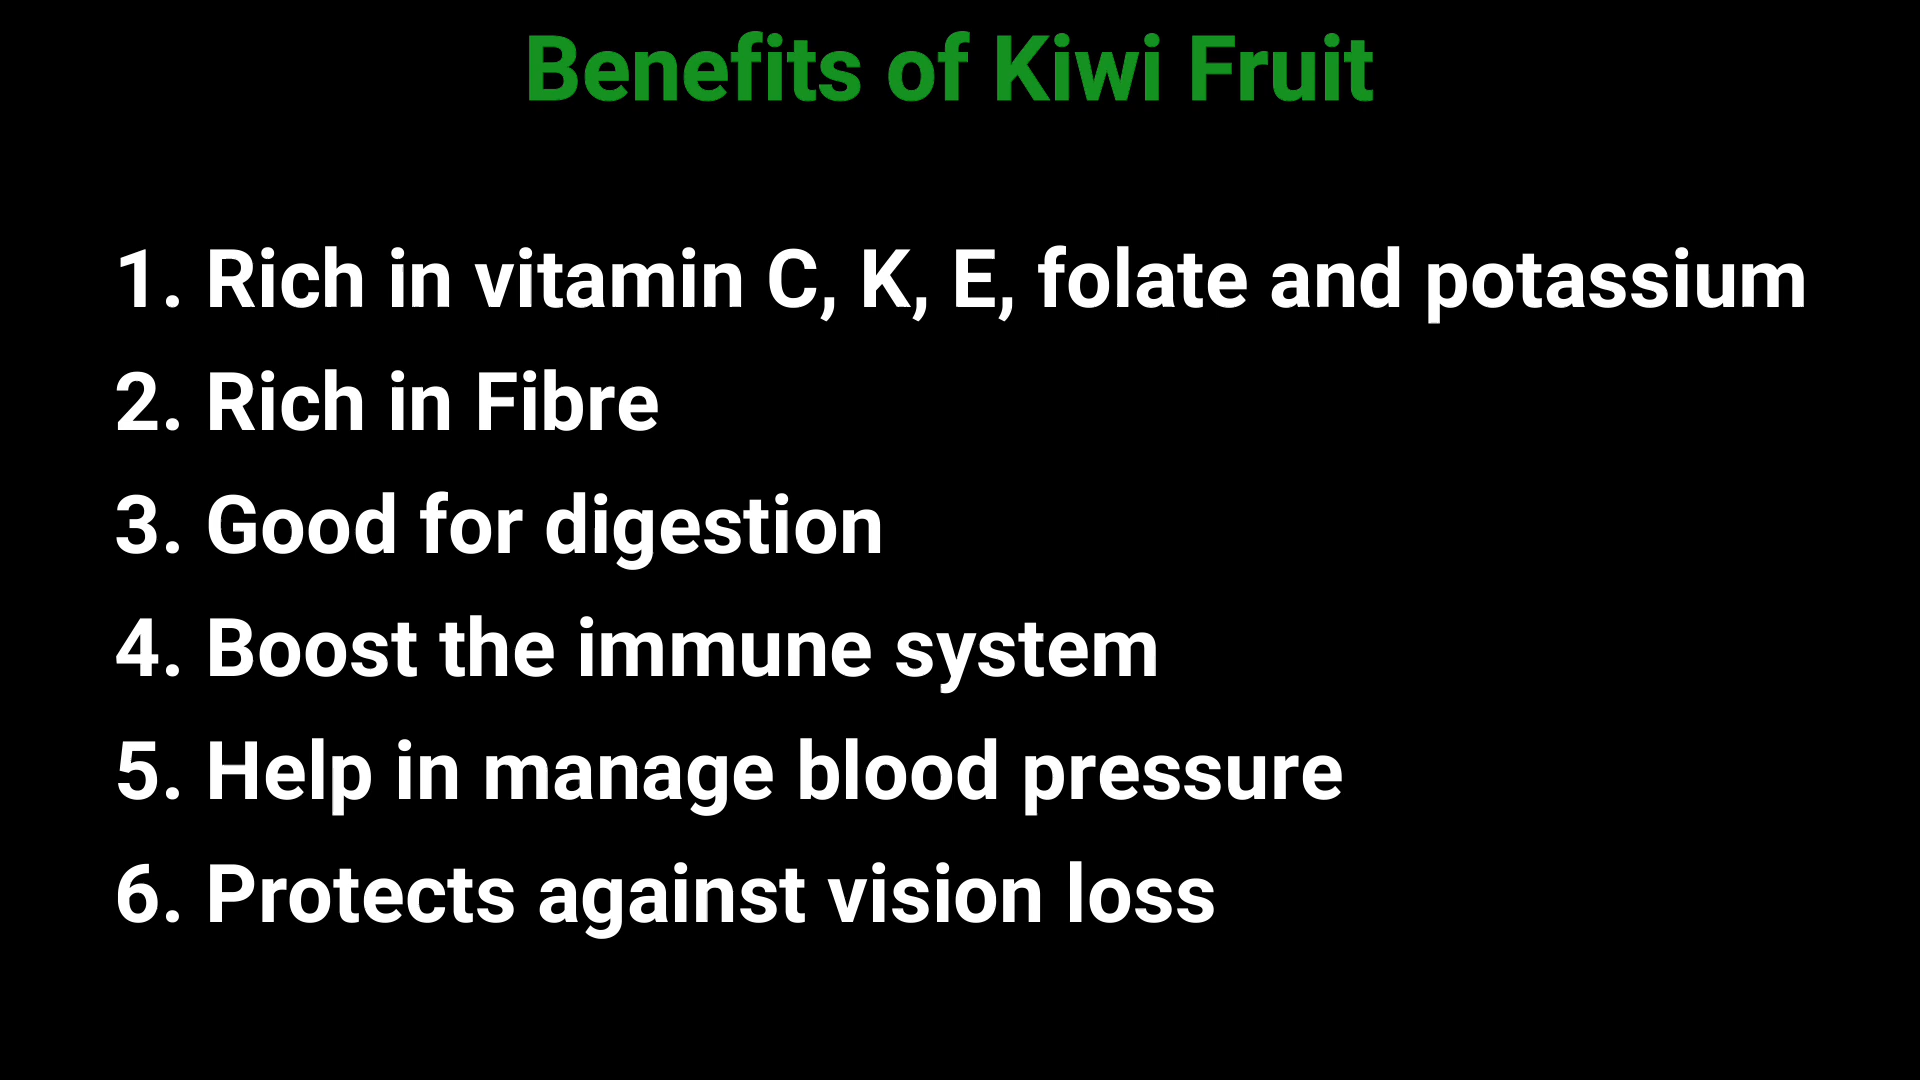 Benefits of Kiwi Fruit
1. Rich in vitamin C, K, E, folate and potassium
2. Rich in Fibre
3. Good for digestion
4. Boost the immune system
5. Help in manage blood pressure
6. Protects against vision loss